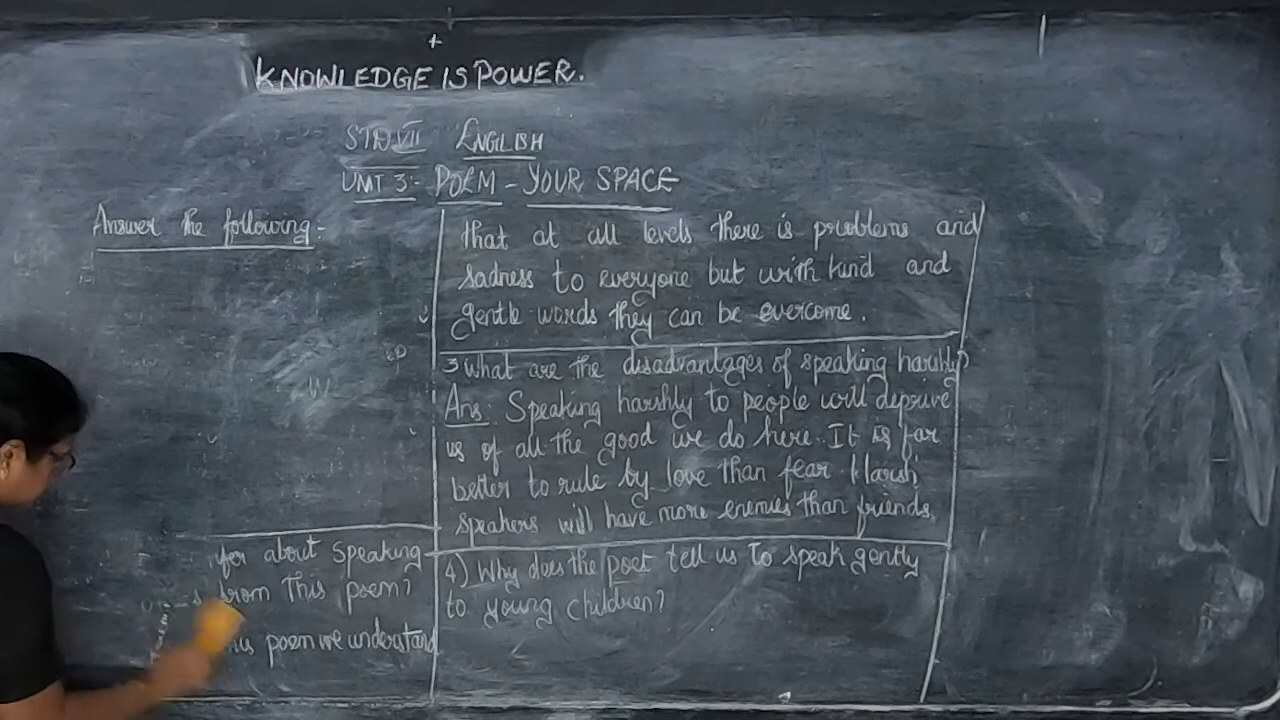 KNOWLEDGE IS POWER.
STD VII ENGLISH
UNIT 3:- POEM - YOUR SPACE
Answer the following:-
fer about speaking
from this poem?
this poem we understand
that at all levels there is problems and
sadness to everyone but with kind and
gentle words they can be overcome.
3 What are the disadvantages of speaking harshly?
Ans: Speaking harshly to people will deprive
us of all the good we do here. It is far
better to rule by love than fear Harsh
speakers will have more enemies than friends.
4) Why does the poet tell us to speak gently
to young children?